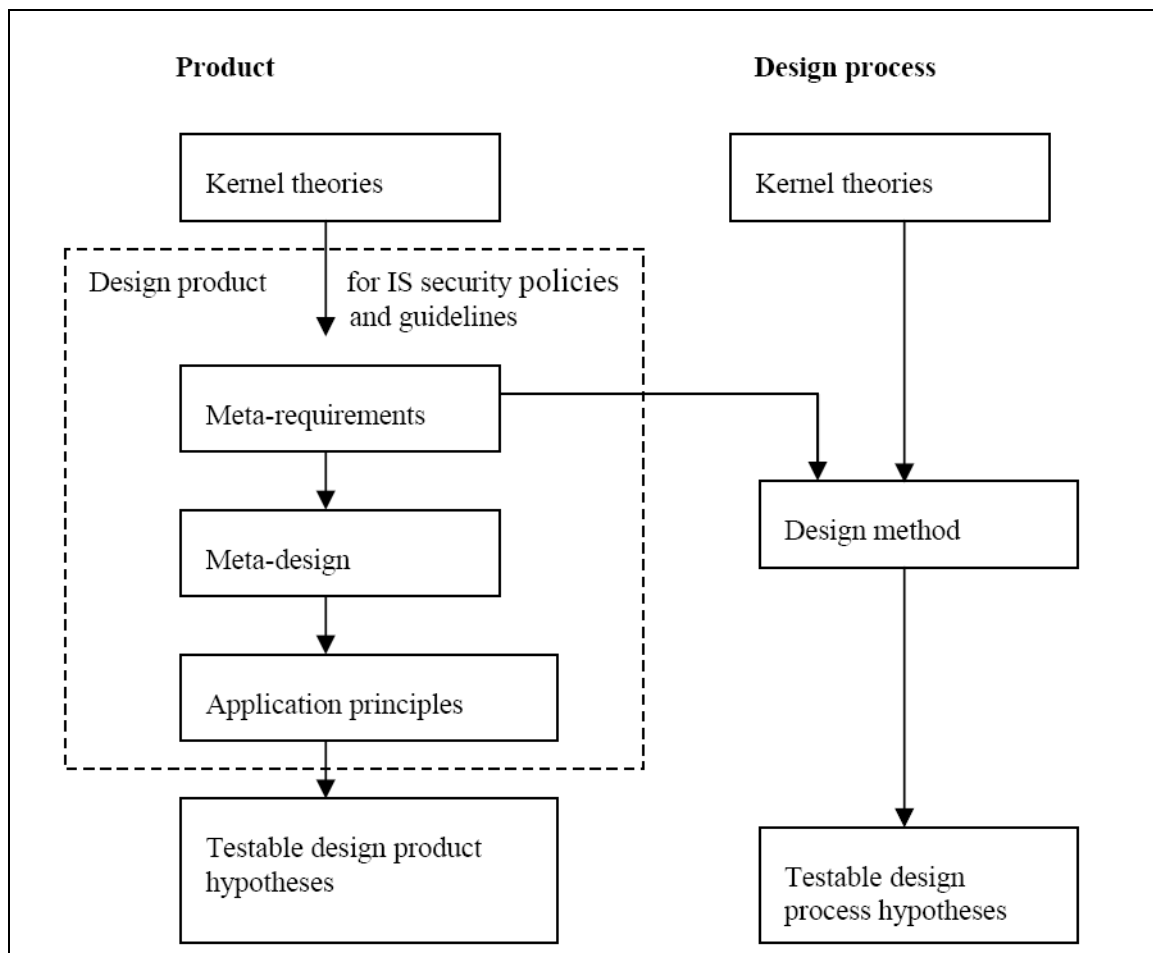 Product
Design process
Kernel theories
Kernel theories
Design product for IS security policies
and guidelines
Meta-requirements
Meta-design
Design method
Application principles
Testable design product
hypotheses
Testable design
process hypotheses